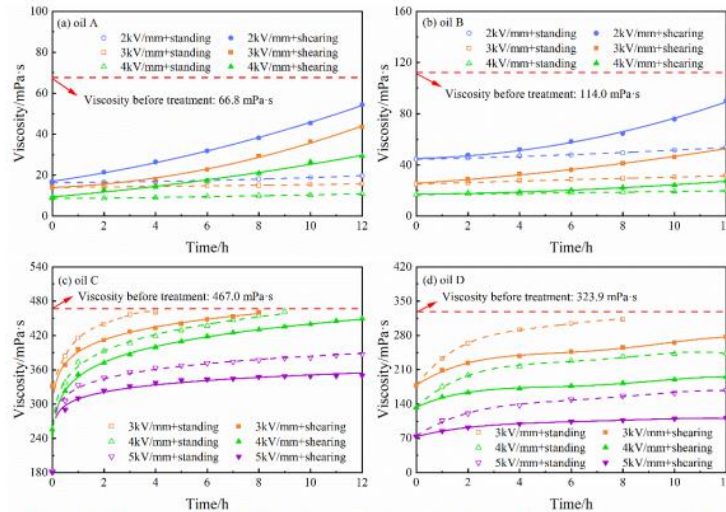 (a) oil A
2kV/mm+standing 2kV/mm+shearing
3kV/mm+standing 3kV/mm+shearing
4kV/mm+standing 4kV/mm+shearing
Viscosity before treatment: 66.8 mPa·s
Viscosity/mPa·s
100
80
60
40
20
0
0 2 4 6 8 10 12
Time/h
(b) oil B
2kV/mm+standing 2kV/mm+shearing
3kV/mm+standing 3kV/mm+shearing
4kV/mm+standing 4kV/mm+shearing
Viscosity before treatment: 114.0 mPa·s
Viscosity/mPa·s
160
120
80
40
0
0 2 4 6 8 10
Time/h
(c) oil C
Viscosity before treatment: 467.0 mPa·s
3kV/mm+standing 3kV/mm+shearing
4kV/mm+standing 4kV/mm+shearing
5kV/mm+standing 5kV/mm+shearing
Viscosity/mPa·s
540
480
420
360
300
240
180
0 2 4 6 8 10 12
Time/h
(d) oil D
Viscosity before treatment: 323.9 mPa·s
3kV/mm+standing 3kV/mm+shearing
4kV/mm+standing 4kV/mm+shearing
5kV/mm+standing 5kV/mm+shearing
Viscosity/mPa·s
420
350
280
210
140
70
0
0 2 4 6 8 10
Time/h